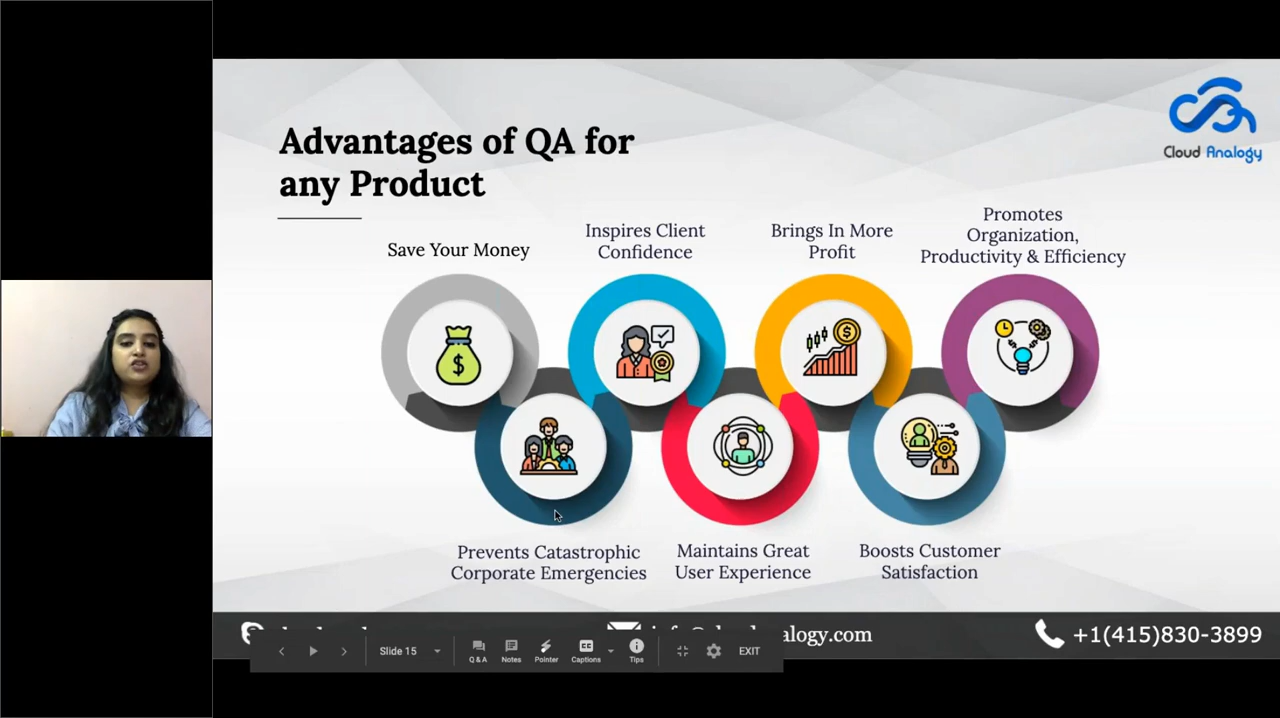 Advantages of QA for
any Product
Cloud Analogy
Save Your Money
Inspires Client
Confidence
Brings In More
Profit
Promotes
Organization,
Productivity & Efficiency
Prevents Catastrophic
Corporate Emergencies
Maintains Great
User Experience
Boosts Customer
Satisfaction
alogy.com
+1(415)830-3899
Slide 15
Q & A
Notes
Pointer
Captions
Tips
EXIT